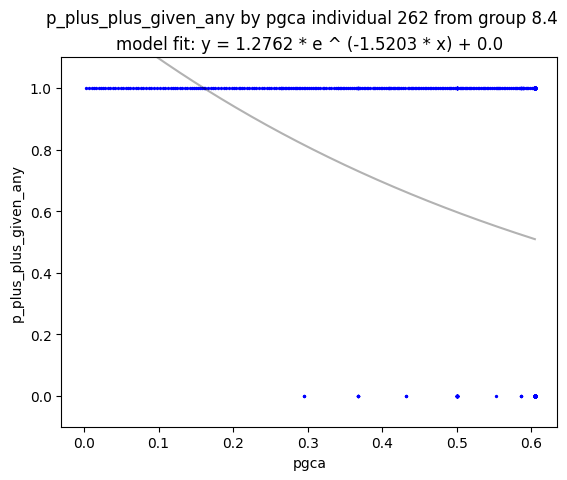 p_plus_plus_given_any by pgca individual 262 from group 8.4
model fit: y = 1.2762 * e ^ (-1.5203 * x) + 0.0
p_plus_plus_given_any
1.0
0.8
0.6
0.4
0.2
0.0
0.0 0.1 0.2 0.3 0.4 0.5 0.6
pgca